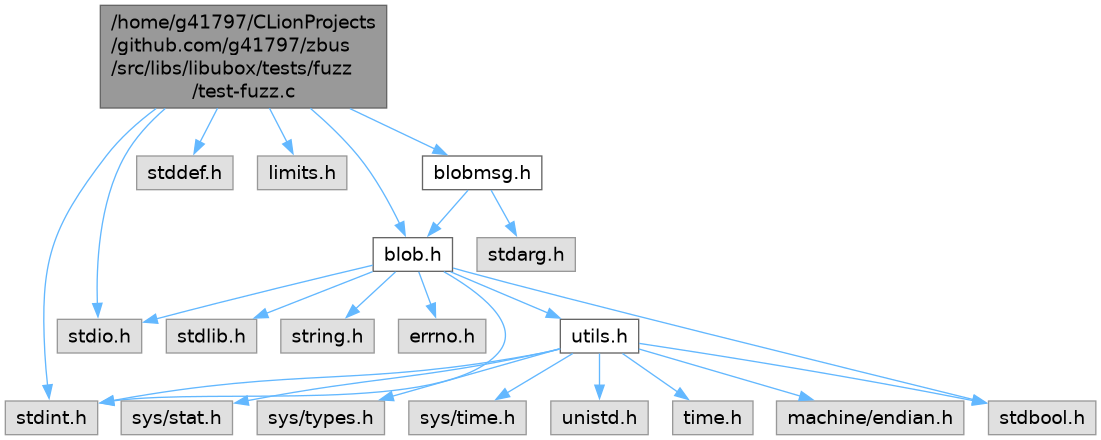 /home/g41797/CLionProjects
/github.com/g41797/zbus
/src/libs/libubox/tests/fuzz
/test-fuzz.c
stddef.h
limits.h
blobmsg.h
blob.h
stdarg.h
stdio.h
stdlib.h
string.h
errno.h
utils.h
stdint.h
sys/stat.h
sys/types.h
sys/time.h
unistd.h
time.h
machine/endian.h
stdbool.h